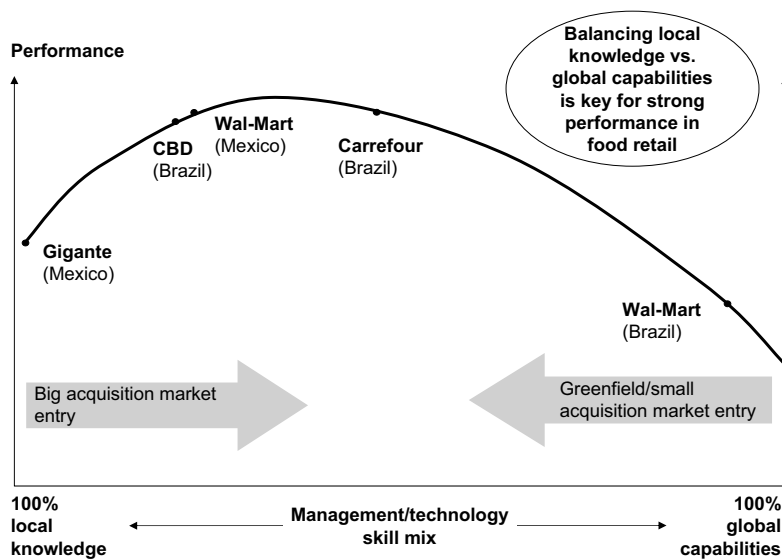 Performance
Balancing local
knowledge vs.
global capabilities
is key for strong
performance in
food retail
Wal-Mart
(Mexico)
CBD
(Brazil)
Carrefour
(Brazil)
Gigante
(Mexico)
Wal-Mart
(Brazil)
Big acquisition market
entry
Greenfield/small
acquisition market entry
100%
local
knowledge
Management/technology
skill mix
100%
global
capabilities